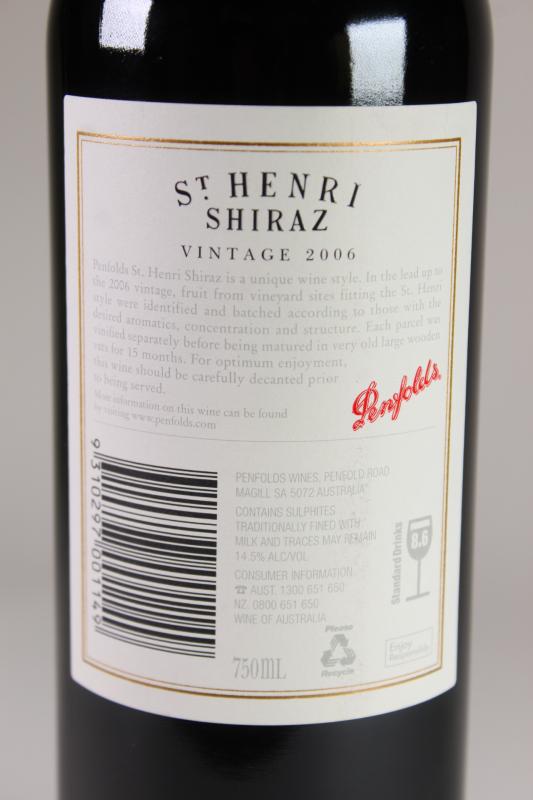 ST HENRI
SHIRAZ
VINTAGE 2006
Penfolds St. Henri Shiraz is a unique wine style. In the lead up to
the 2006 vintage, fruit from vineyard sites fitting the St. Henri
style were identified and batched according to those with the
desired aromatics, concentration and structure. Each parcel was
vinified separately before being matured in very old large wooden
vats for 15 months. For optimum enjoyment,
this wine should be carefully decanted prior
to being served.
More information on this wine can be found
by visiting www.penfolds.com
Penfolds
9310297001149
PENFOLDS WINES, PENFOLD ROAD
MAGILL SA 5072 AUSTRALIA
CONTAINS SULPHITES
TRADITIONALLY FINED WITH
MILK AND TRACES MAY REMAIN
14.5% ALC/VOL
CONSUMER INFORMATION
☎ AUST. 1300 651 650
NZ. 0800 651 650
WINE OF AUSTRALIA
750ML
Please
Recycle
Standard Drinks
8.6
Enjoy
Responsibly